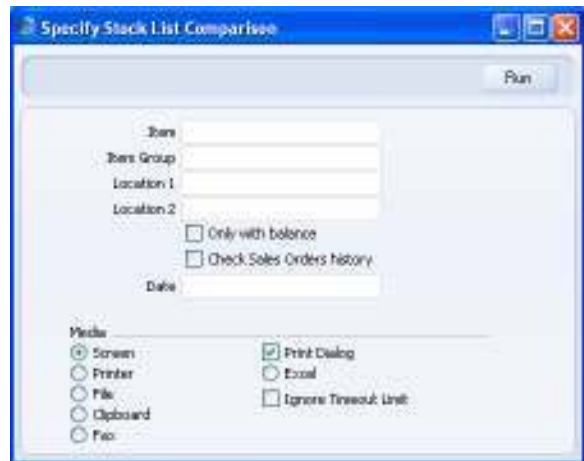 Specify Stock List Comparison
Run
Item
Item Group
Location 1
Location 2
Only with balance
Check Sales Orders history
Date
Media
Screen
Print Dialog
Printer
Excel
File
Ignore Timeout Limit
Clipboard
Fax